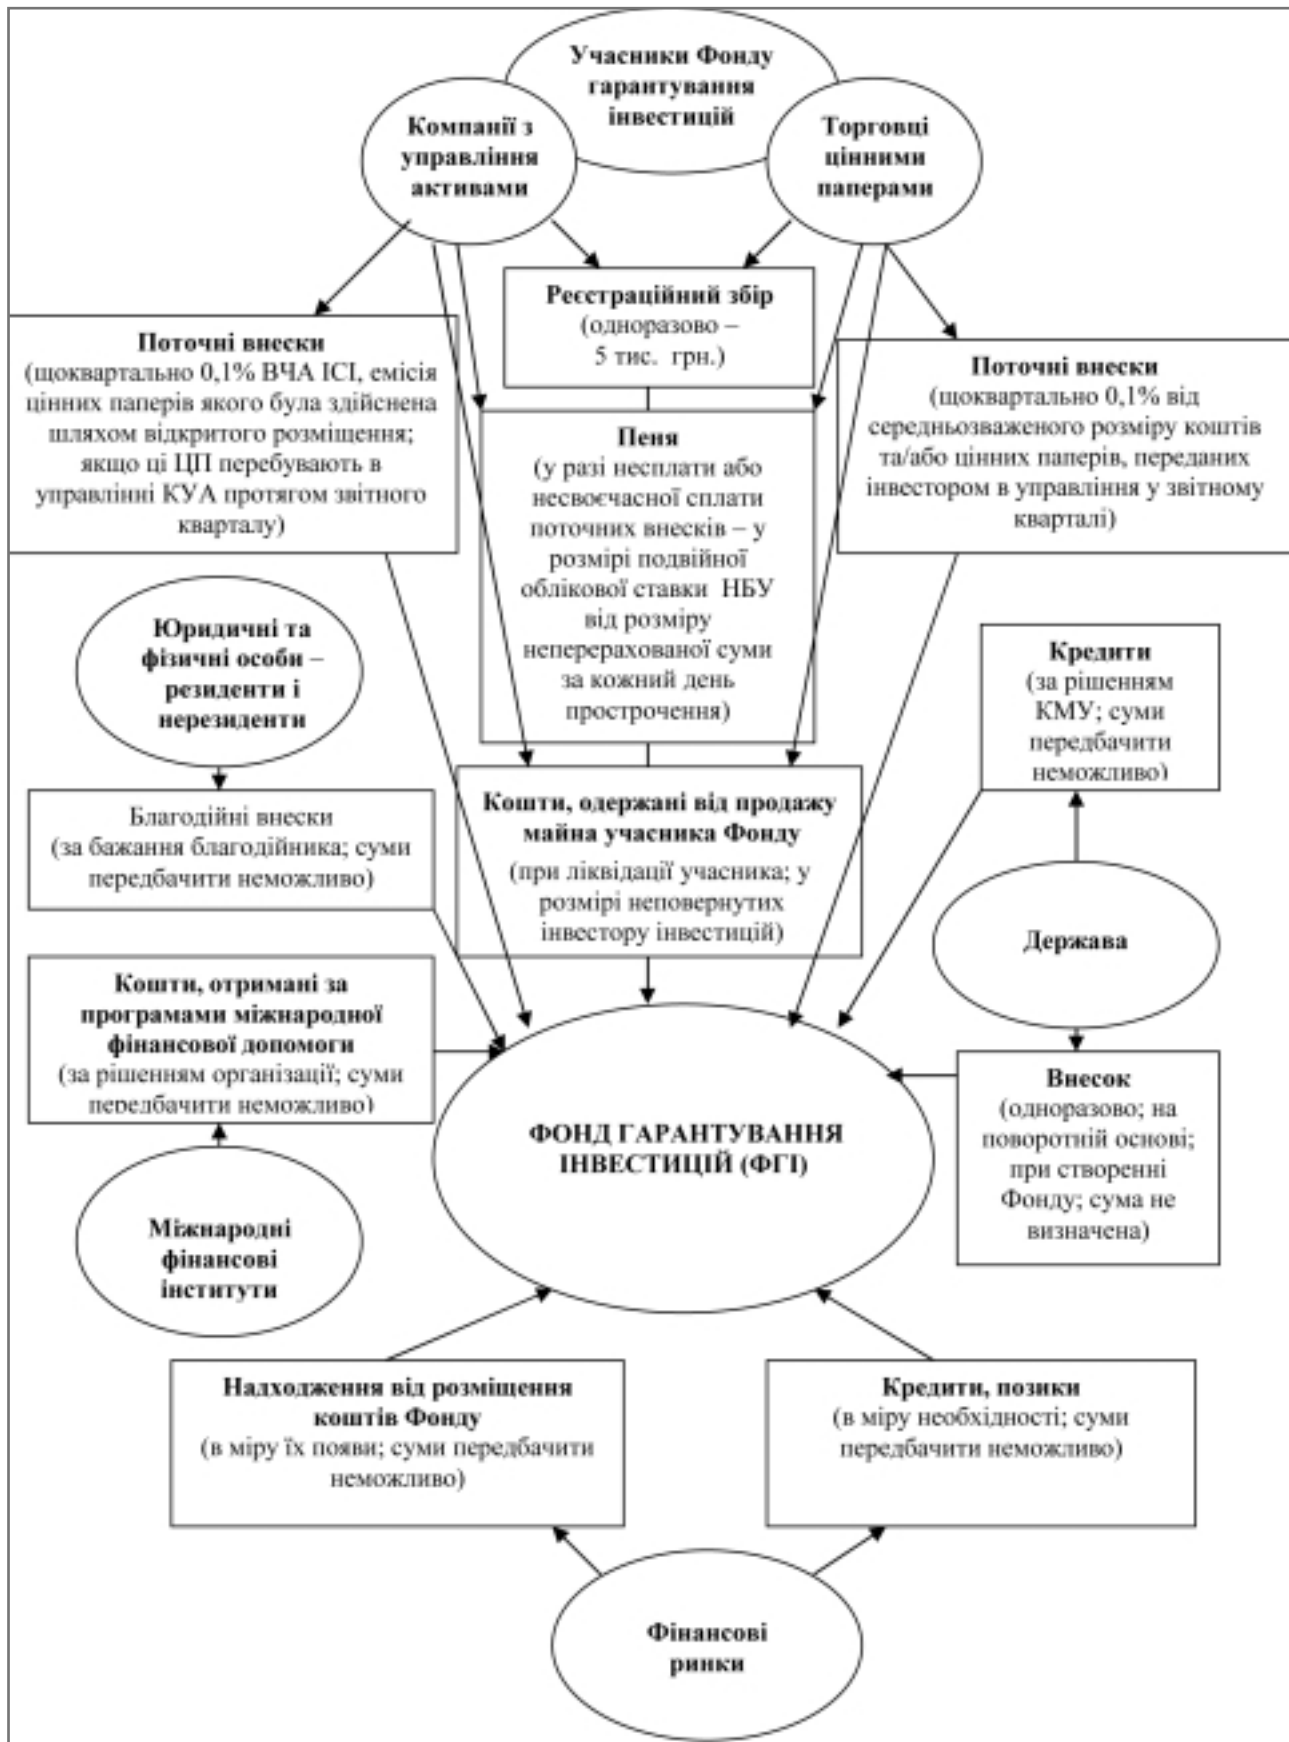 Учасники Фонду
гарантування
інвестицій
Компанії з
управління
активами
Торговці
цінними
паперами
Реєстраційний збір
(одноразово –
5 тис. грн.)
Поточні внески
(щоквартально 0,1% ВЧА ІСІ, емісія
цінних паперів якого була здійснена
шляхом відкритого розміщення;
якщо ці ЦП перебувають в
управлінні КУА протягом звітного
кварталу)
Поточні внески
(щоквартально 0,1% від
середньозваженого розміру коштів
та/або цінних паперів, переданих
інвестором в управління у звітному
кварталі)
Пеня
(у разі несплати або
несвоєчасної сплати
поточних внесків – у
розмірі подвійної
облікової ставки НБУ
від розміру
неперерахованої суми
за кожний день
прострочення)
Юридичні та
фізичні особи –
резиденти і
нерезиденти
Кредити
(за рішенням
КМУ; суми
передбачити
неможливо)
Благодійні внески
(за бажання благодійника; суми
передбачити неможливо)
Кошти, одержані від продажу
майна учасника Фонду
(при ліквідації учасника; у
розмірі неповернутих
інвестору інвестицій)
Держава
Кошти, отримані за
програмами міжнародної
фінансової допомоги
(за рішенням організації; суми
передбачити неможливо)
Внесок
(одноразово; на
поворотній основі;
при створенні
Фонду; сума не
визначена)
ФОНД ГАРАНТУВАННЯ
ІНВЕСТИЦІЙ (ФГІ)
Міжнародні
фінансові
інститути
Надходження від розміщення
коштів Фонду
(в міру їх появи; суми передбачити
неможливо)
Кредити, позики
(в міру необхідності; суми
передбачити неможливо)
Фінансові
ринки